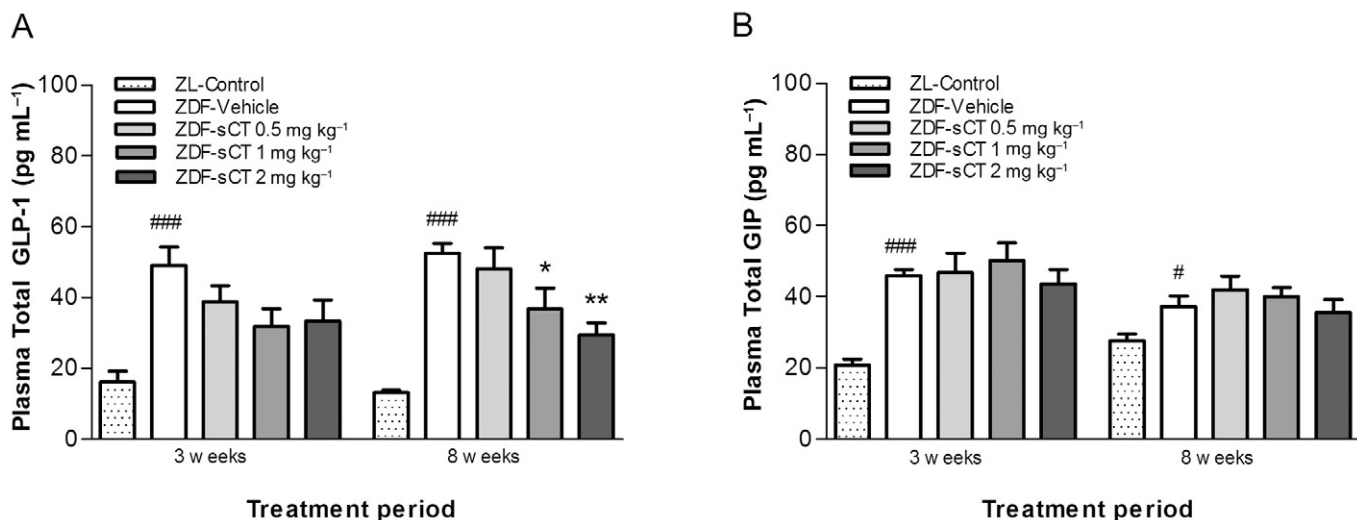 A
Plasma Total GLP-1 (pg mL⁻¹)
100
80
60
40
20
0
ZL-Control
ZDF-Vehicle
ZDF-sCT 0.5 mg kg⁻¹
ZDF-sCT 1 mg kg⁻¹
ZDF-sCT 2 mg kg⁻¹
###
###
*
**
3 w eeks
8 w eeks
Treatment period
B
Plasma Total GIP (pg mL⁻¹)
100
80
60
40
20
0
ZL-Control
ZDF-Vehicle
ZDF-sCT 0.5 mg kg⁻¹
ZDF-sCT 1 mg kg⁻¹
ZDF-sCT 2 mg kg⁻¹
###
#
3 w eeks
8 w eeks
Treatment period